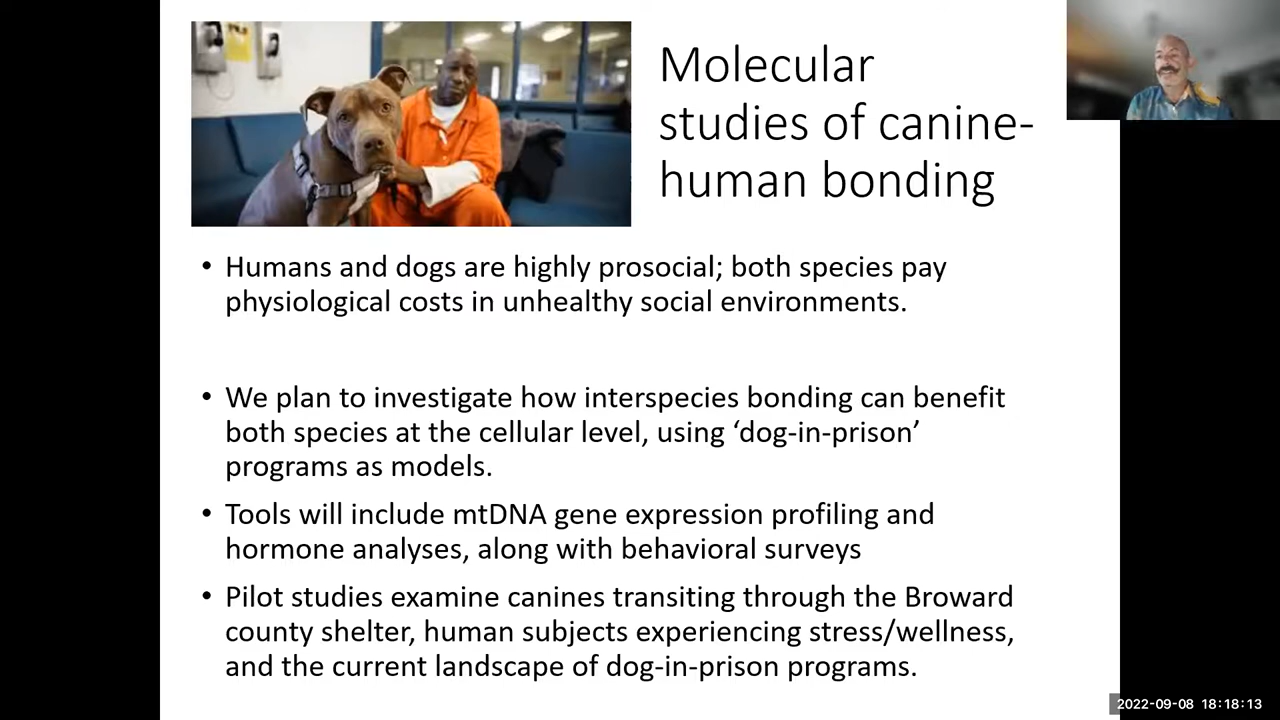 Molecular
studies of canine-
human bonding
• Humans and dogs are highly prosocial; both species pay
physiological costs in unhealthy social environments.
• We plan to investigate how interspecies bonding can benefit
both species at the cellular level, using ‘dog-in-prison’
programs as models.
• Tools will include mtDNA gene expression profiling and
hormone analyses, along with behavioral surveys
• Pilot studies examine canines transiting through the Broward
county shelter, human subjects experiencing stress/wellness,
and the current landscape of dog-in-prison programs.
2022-09-08 18:18:13